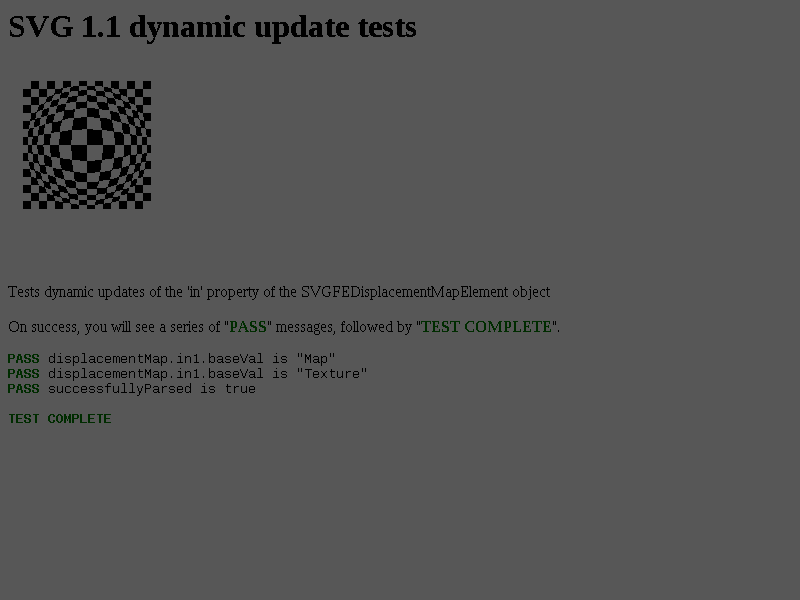 SVG 1.1 dynamic update tests
Tests dynamic updates of the 'in' property of the SVGFEDisplacementMapElement object
On success, you will see a series of "PASS" messages, followed by "TEST COMPLETE".
PASS displacementMap.in1.baseVal is "Map"
PASS displacementMap.in1.baseVal is "Texture"
PASS successfullyParsed is true
TEST COMPLETE